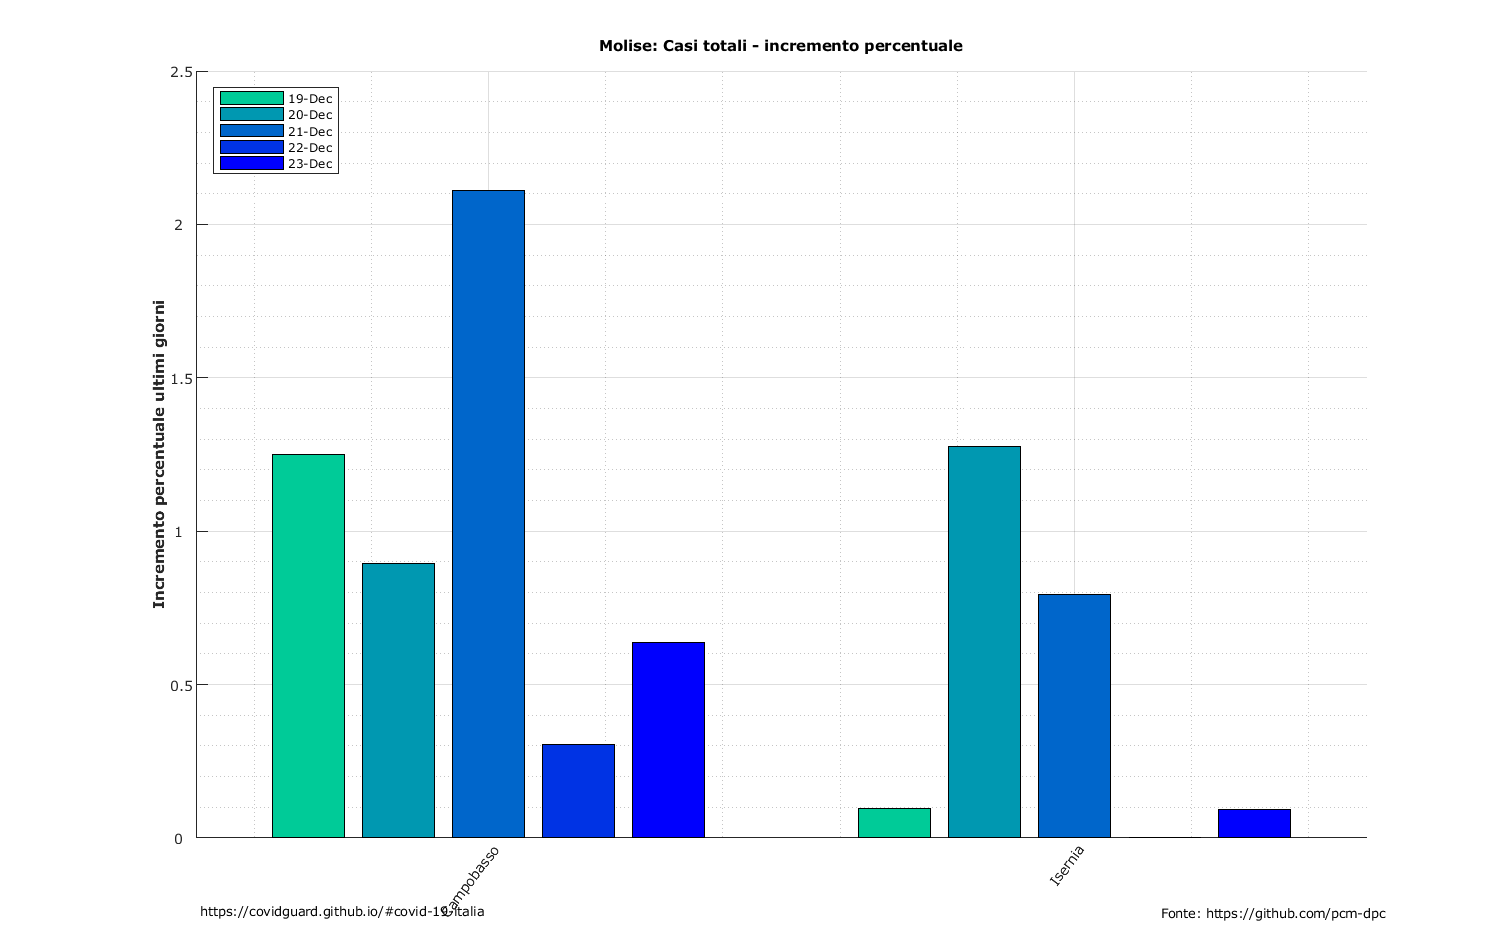 Molise: Casi totali - incremento percentuale
2.5
19-Dec
20-Dec
21-Dec
22-Dec
23-Dec
2
1.5
1
0.5
0
Incremento percentuale ultimi giorni
Campobasso
Isernia
https://covidguard.github.io/#covid-19-italia
Fonte: https://github.com/pcm-dpc